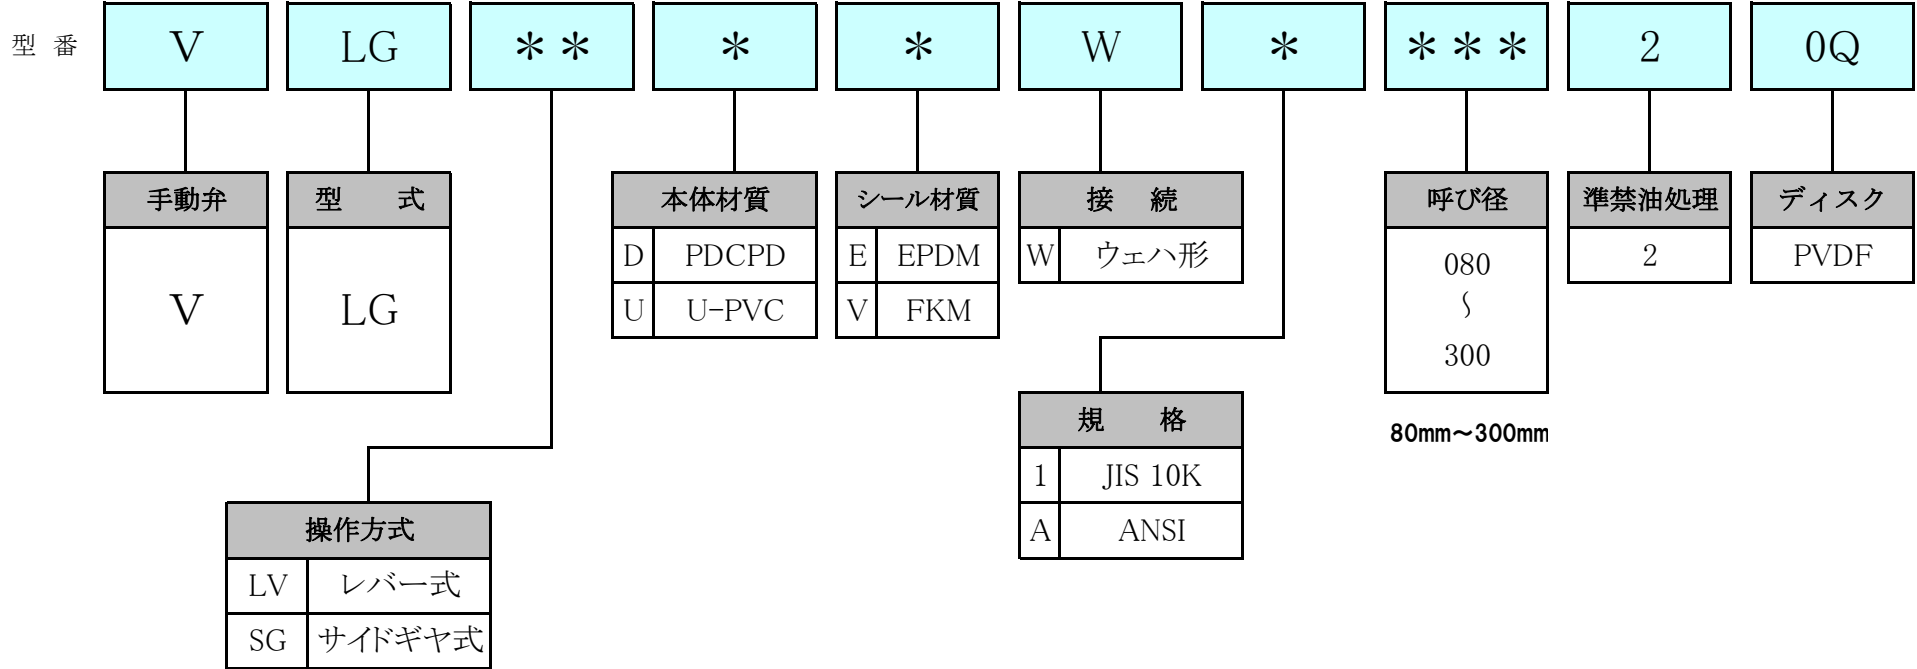 型 番 V LG ** * * W * *** 2 0Q
手動弁 型 式 本体材質 シール材質 接 続 呼び径 準禁油処理 ディスク
V LG
D PDCPD
U U-PVC
E EPDM
V FKM
W ウェハ形
080
~
300
2
PVDF
80mm~300mm
規 格
1 JIS 10K
A ANSI
操作方式
LV レバー式
SG サイドギヤ式